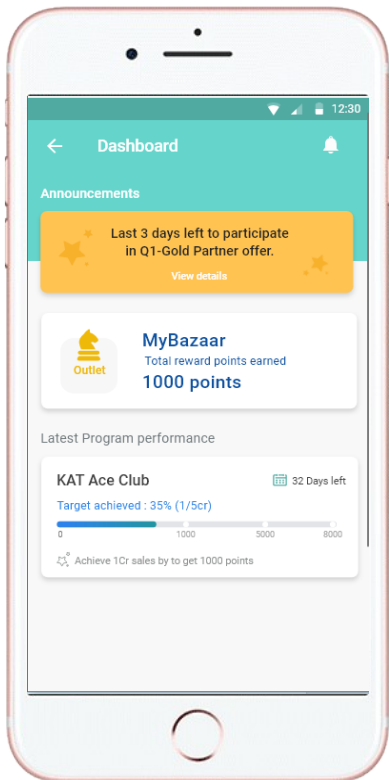 12:30
Dashboard
Announcements
Last 3 days left to participate
in Q1-Gold Partner offer.
View details
Outlet
MyBazaar
Total reward points earned
1000 points
Latest Program performance
KAT Ace Club
32 Days left
Target achieved : 35% (1/5cr)
0 1000 5000 8000
Achieve 1Cr sales by to get 1000 points